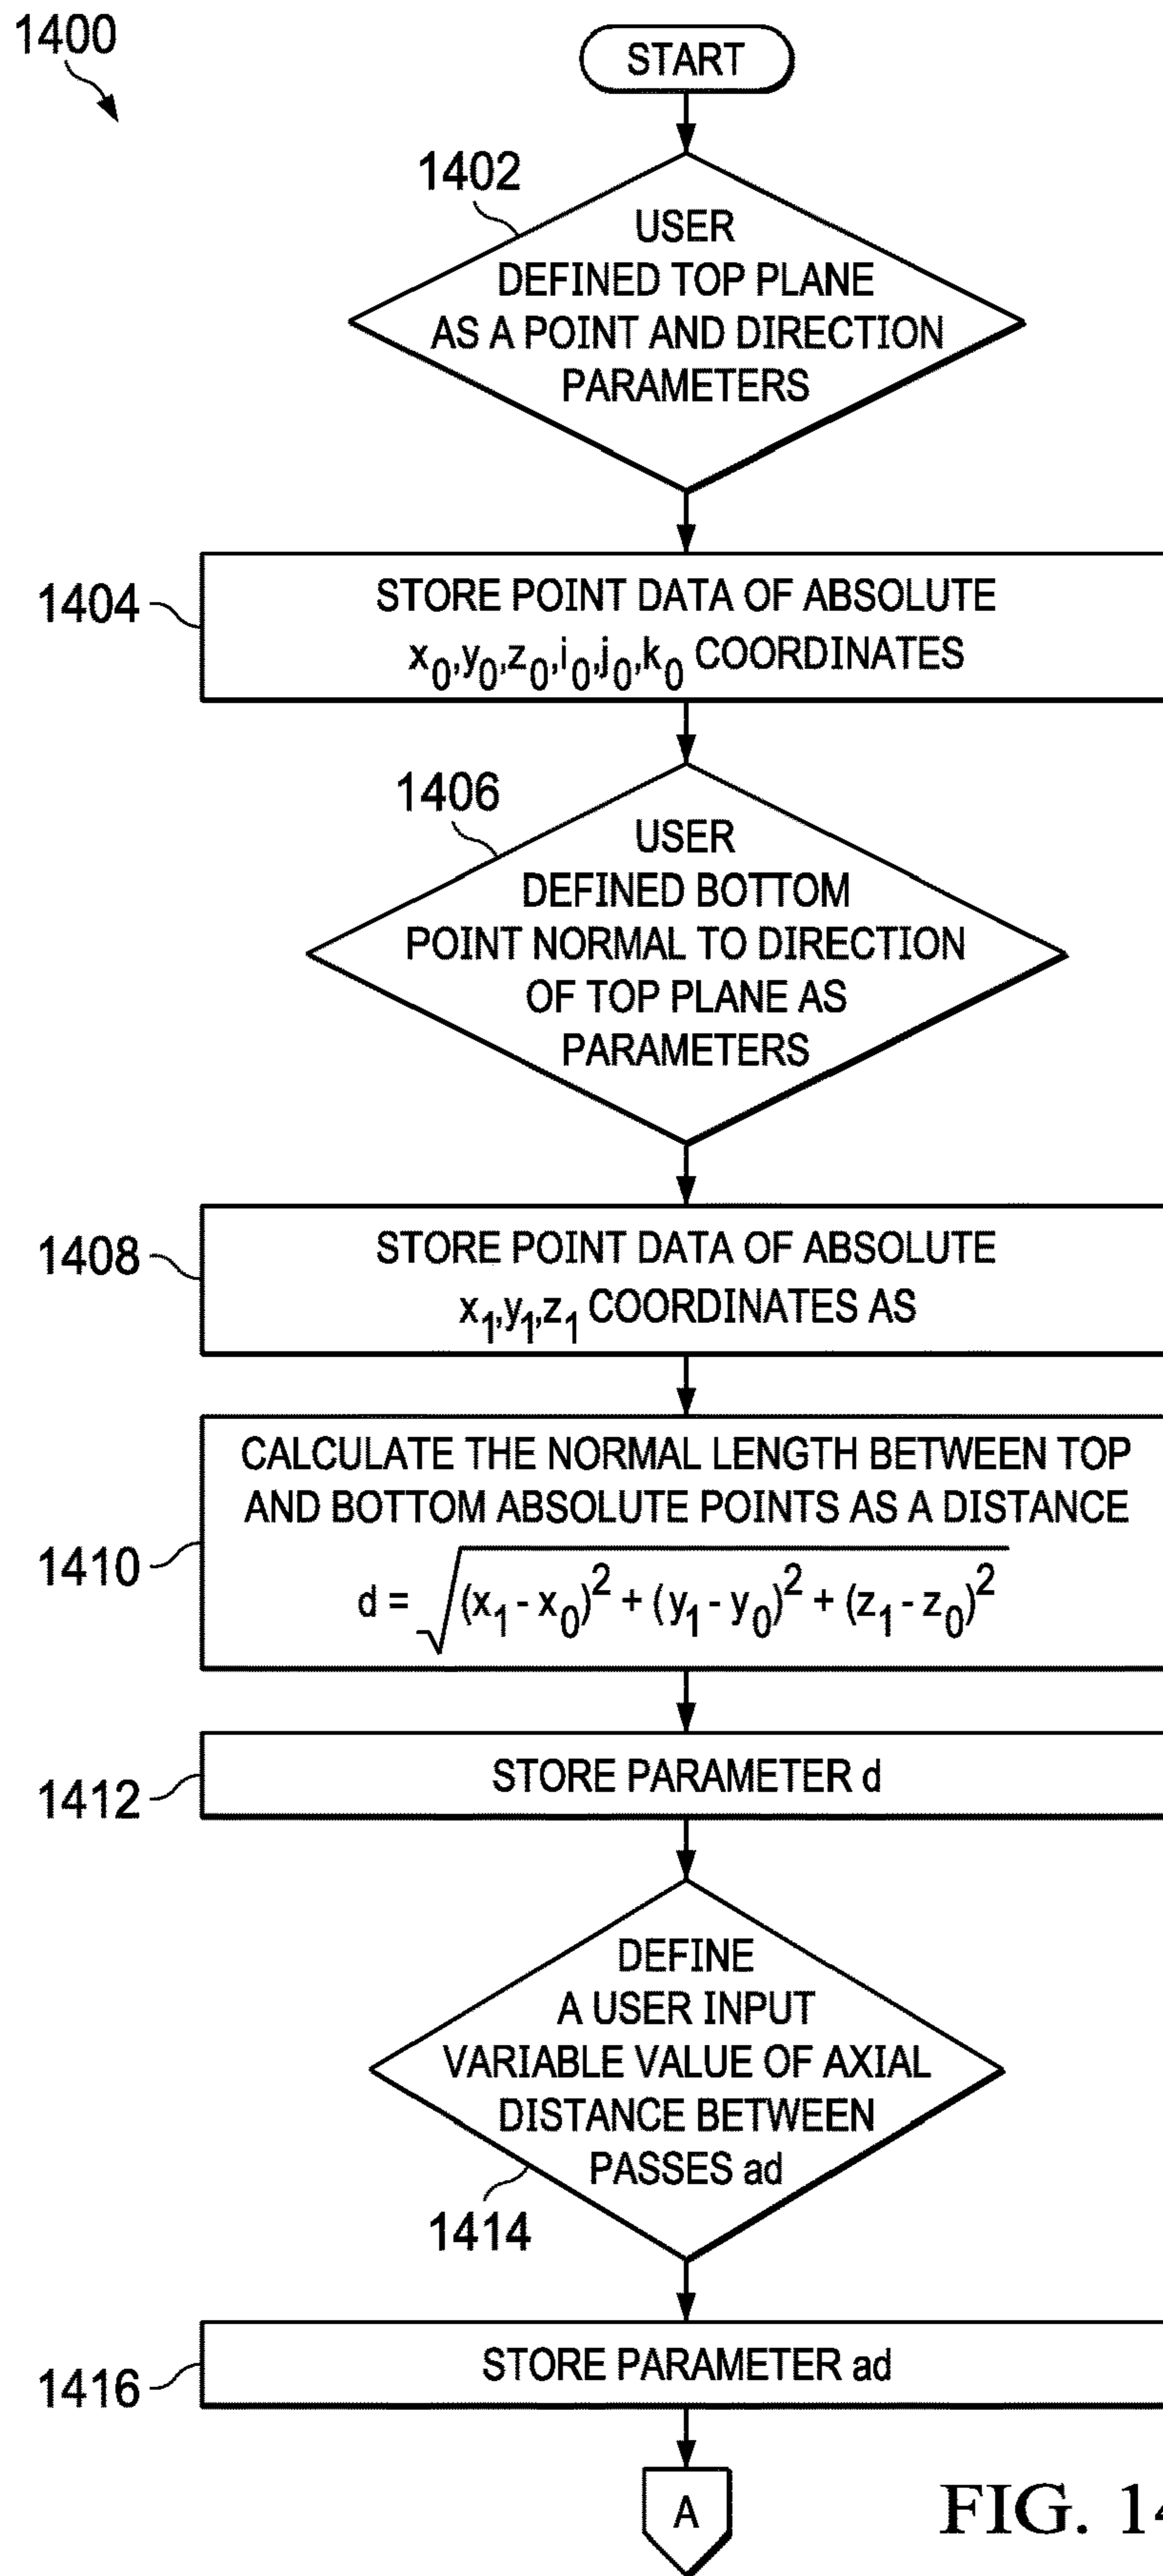 1400
START
1402
USER
DEFINED TOP PLANE
AS A POINT AND DIRECTION
PARAMETERS
1404
STORE POINT DATA OF ABSOLUTE
x₀,y₀,z₀,i₀,j₀,k₀ COORDINATES
1406
USER
DEFINED BOTTOM
POINT NORMAL TO DIRECTION
OF TOP PLANE AS
PARAMETERS
1408
STORE POINT DATA OF ABSOLUTE
x₁,y₁,z₁ COORDINATES AS
CALCULATE THE NORMAL LENGTH BETWEEN TOP
AND BOTTOM ABSOLUTE POINTS AS A DISTANCE
1410
d = √(x₁ - x₀)² + (y₁ - y₀)² + (z₁ - z₀)²
1412
STORE PARAMETER d
DEFINE
A USER INPUT
VARIABLE VALUE OF AXIAL
DISTANCE BETWEEN
PASSES ad
1414
1416
STORE PARAMETER ad
A
FIG. 14